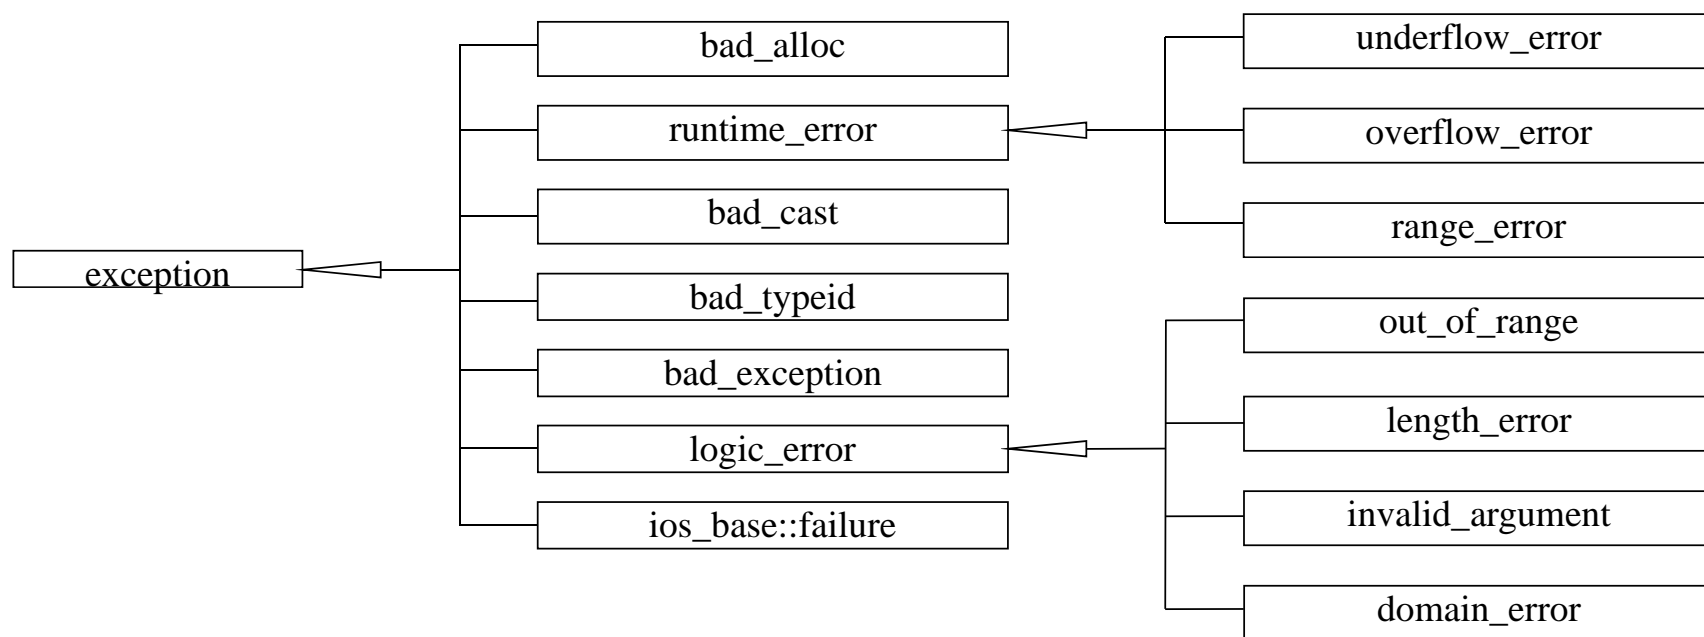 exception
bad_alloc
runtime_error
bad_cast
bad_typeid
bad_exception
logic_error
ios_base::failure
underflow_error
overflow_error
range_error
out_of_range
length_error
invalid_argument
domain_error